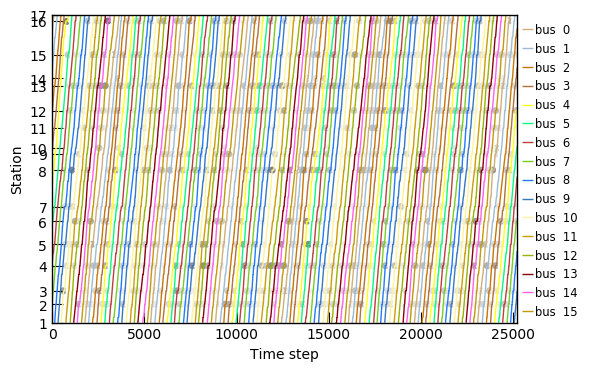 17
16
15
14
13
12
11
10
9
8
7
6
5
4
3
2
1
Station
0 5000 10000 15000 20000 25000
Time step
bus 0
bus 1
bus 2
bus 3
bus 4
bus 5
bus 6
bus 7
bus 8
bus 9
bus 10
bus 11
bus 12
bus 13
bus 14
bus 15